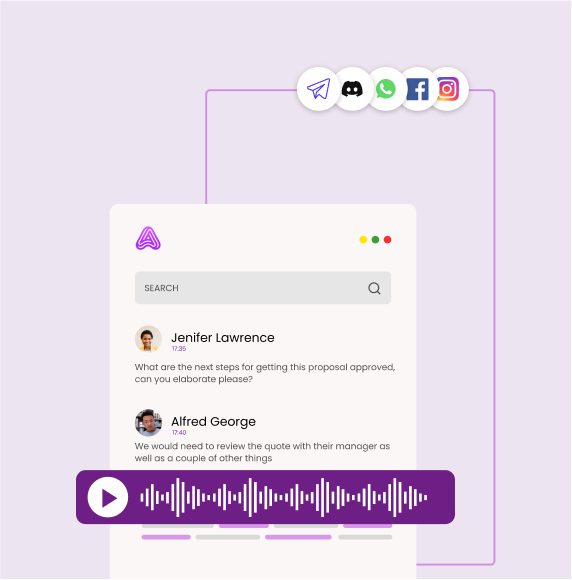 SEARCH
Jenifer Lawrence
17:35
What are the next steps for getting this proposal approved,
can you elaborate please?
Alfred George
17:40
We would need to review the quote with their manager as
well as a couple of other things